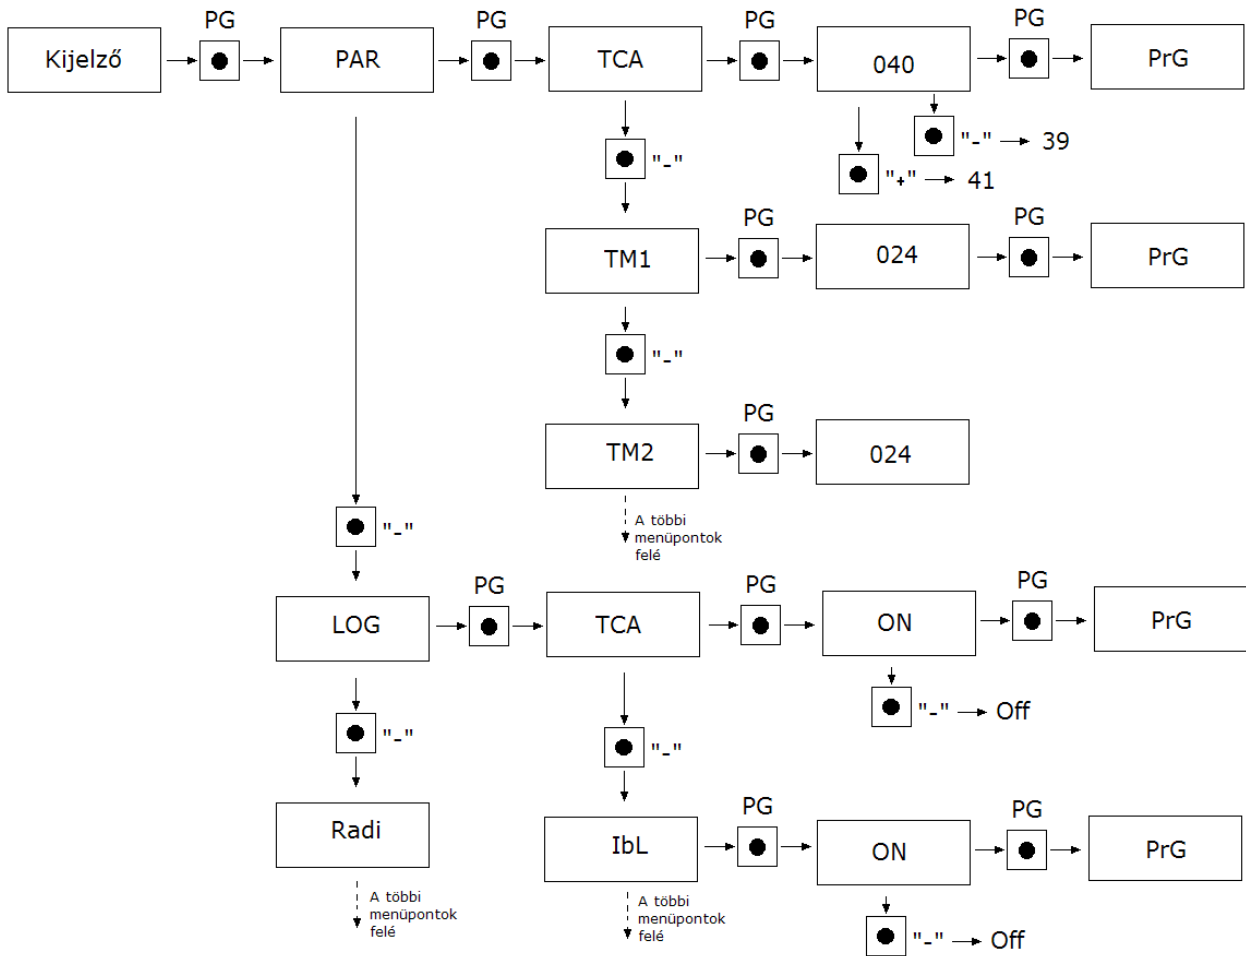 PG
PG
PG
PG
Kijelző
PAR
TCA
040
PrG
"-"
"-"
39
"+"
41
PG
PG
TM1
024
PrG
"-"
PG
TM2
024
A többi
menüpontok
felé
"-"
PG
PG
PG
LOG
TCA
ON
PrG
"-"
"-"
"-"
Off
PG
PG
Radi
IbL
ON
PrG
A többi
menüpontok
felé
A többi
menüpontok
felé
"-"
Off